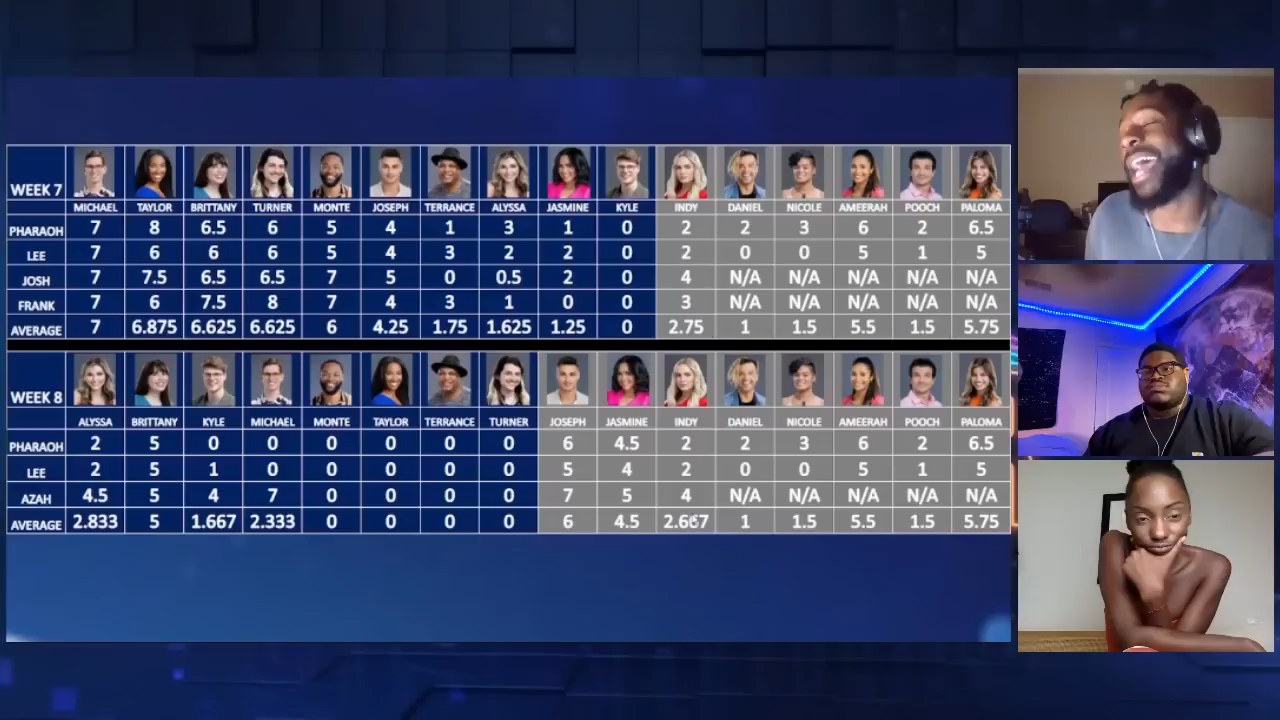 WEEK 7
MICHAEL TAYLOR BRITTANY TURNER MONTE JOSEPH TERRANCE ALYSSA JASMINE KYLE INDY DANIEL NICOLE AMEERAH POOCH PALOMA
PHARAOH 7 8 6.5 6 5 4 1 3 1 0 2 2 3 6 2 6.5
LEE 7 6 6 6 5 4 3 2 2 0 2 0 0 5 1 5
JOSH 7 7.5 6.5 6.5 7 5 0 0.5 2 0 4 N/A N/A N/A N/A N/A
FRANK 7 6 7.5 8 7 4 3 1 0 0 3 N/A N/A N/A N/A N/A
AVERAGE 7 6.875 6.625 6.625 6 4.25 1.75 1.625 1.25 0 2.75 1 1.5 5.5 1.5 5.75
WEEK 8
ALYSSA BRITTANY KYLE MICHAEL MONTE TAYLOR TERRANCE TURNER JOSEPH JASMINE INDY DANIEL NICOLE AMEERAH POOCH PALOMA
PHARAOH 2 5 0 0 0 0 0 0 6 4.5 2 2 3 6 2 6.5
LEE 2 5 1 0 0 0 0 0 5 4 2 0 0 5 1 5
AZAH 4.5 5 4 7 0 0 0 0 7 5 4 N/A N/A N/A N/A N/A
AVERAGE 2.833 5 1.667 2.333 0 0 0 0 6 4.5 2.667 1 1.5 5.5 1.5 5.75